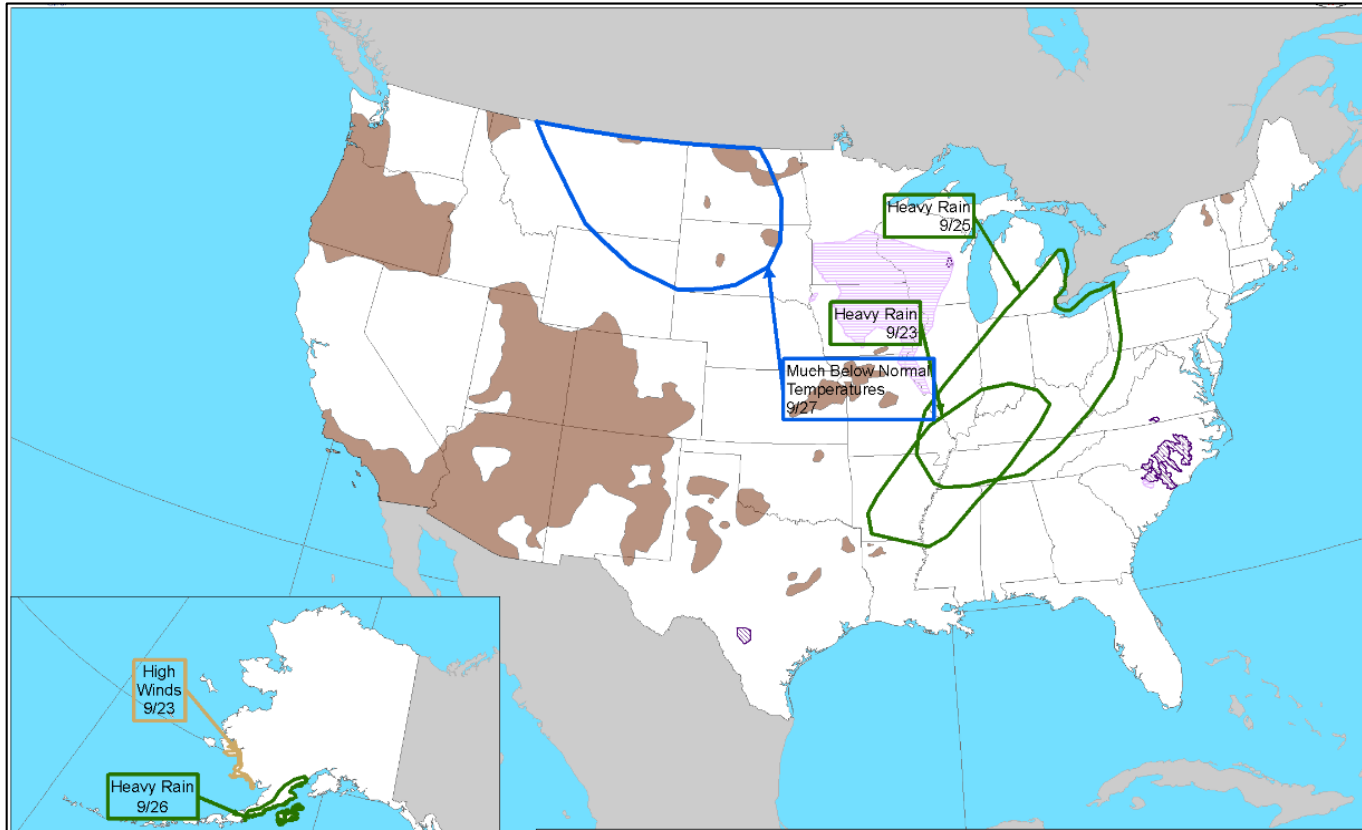 Heavy Rain
9/25
Heavy Rain
9/23
Much Below Normal
Temperatures
9/27
High
Winds
9/23
Heavy Rain
9/26